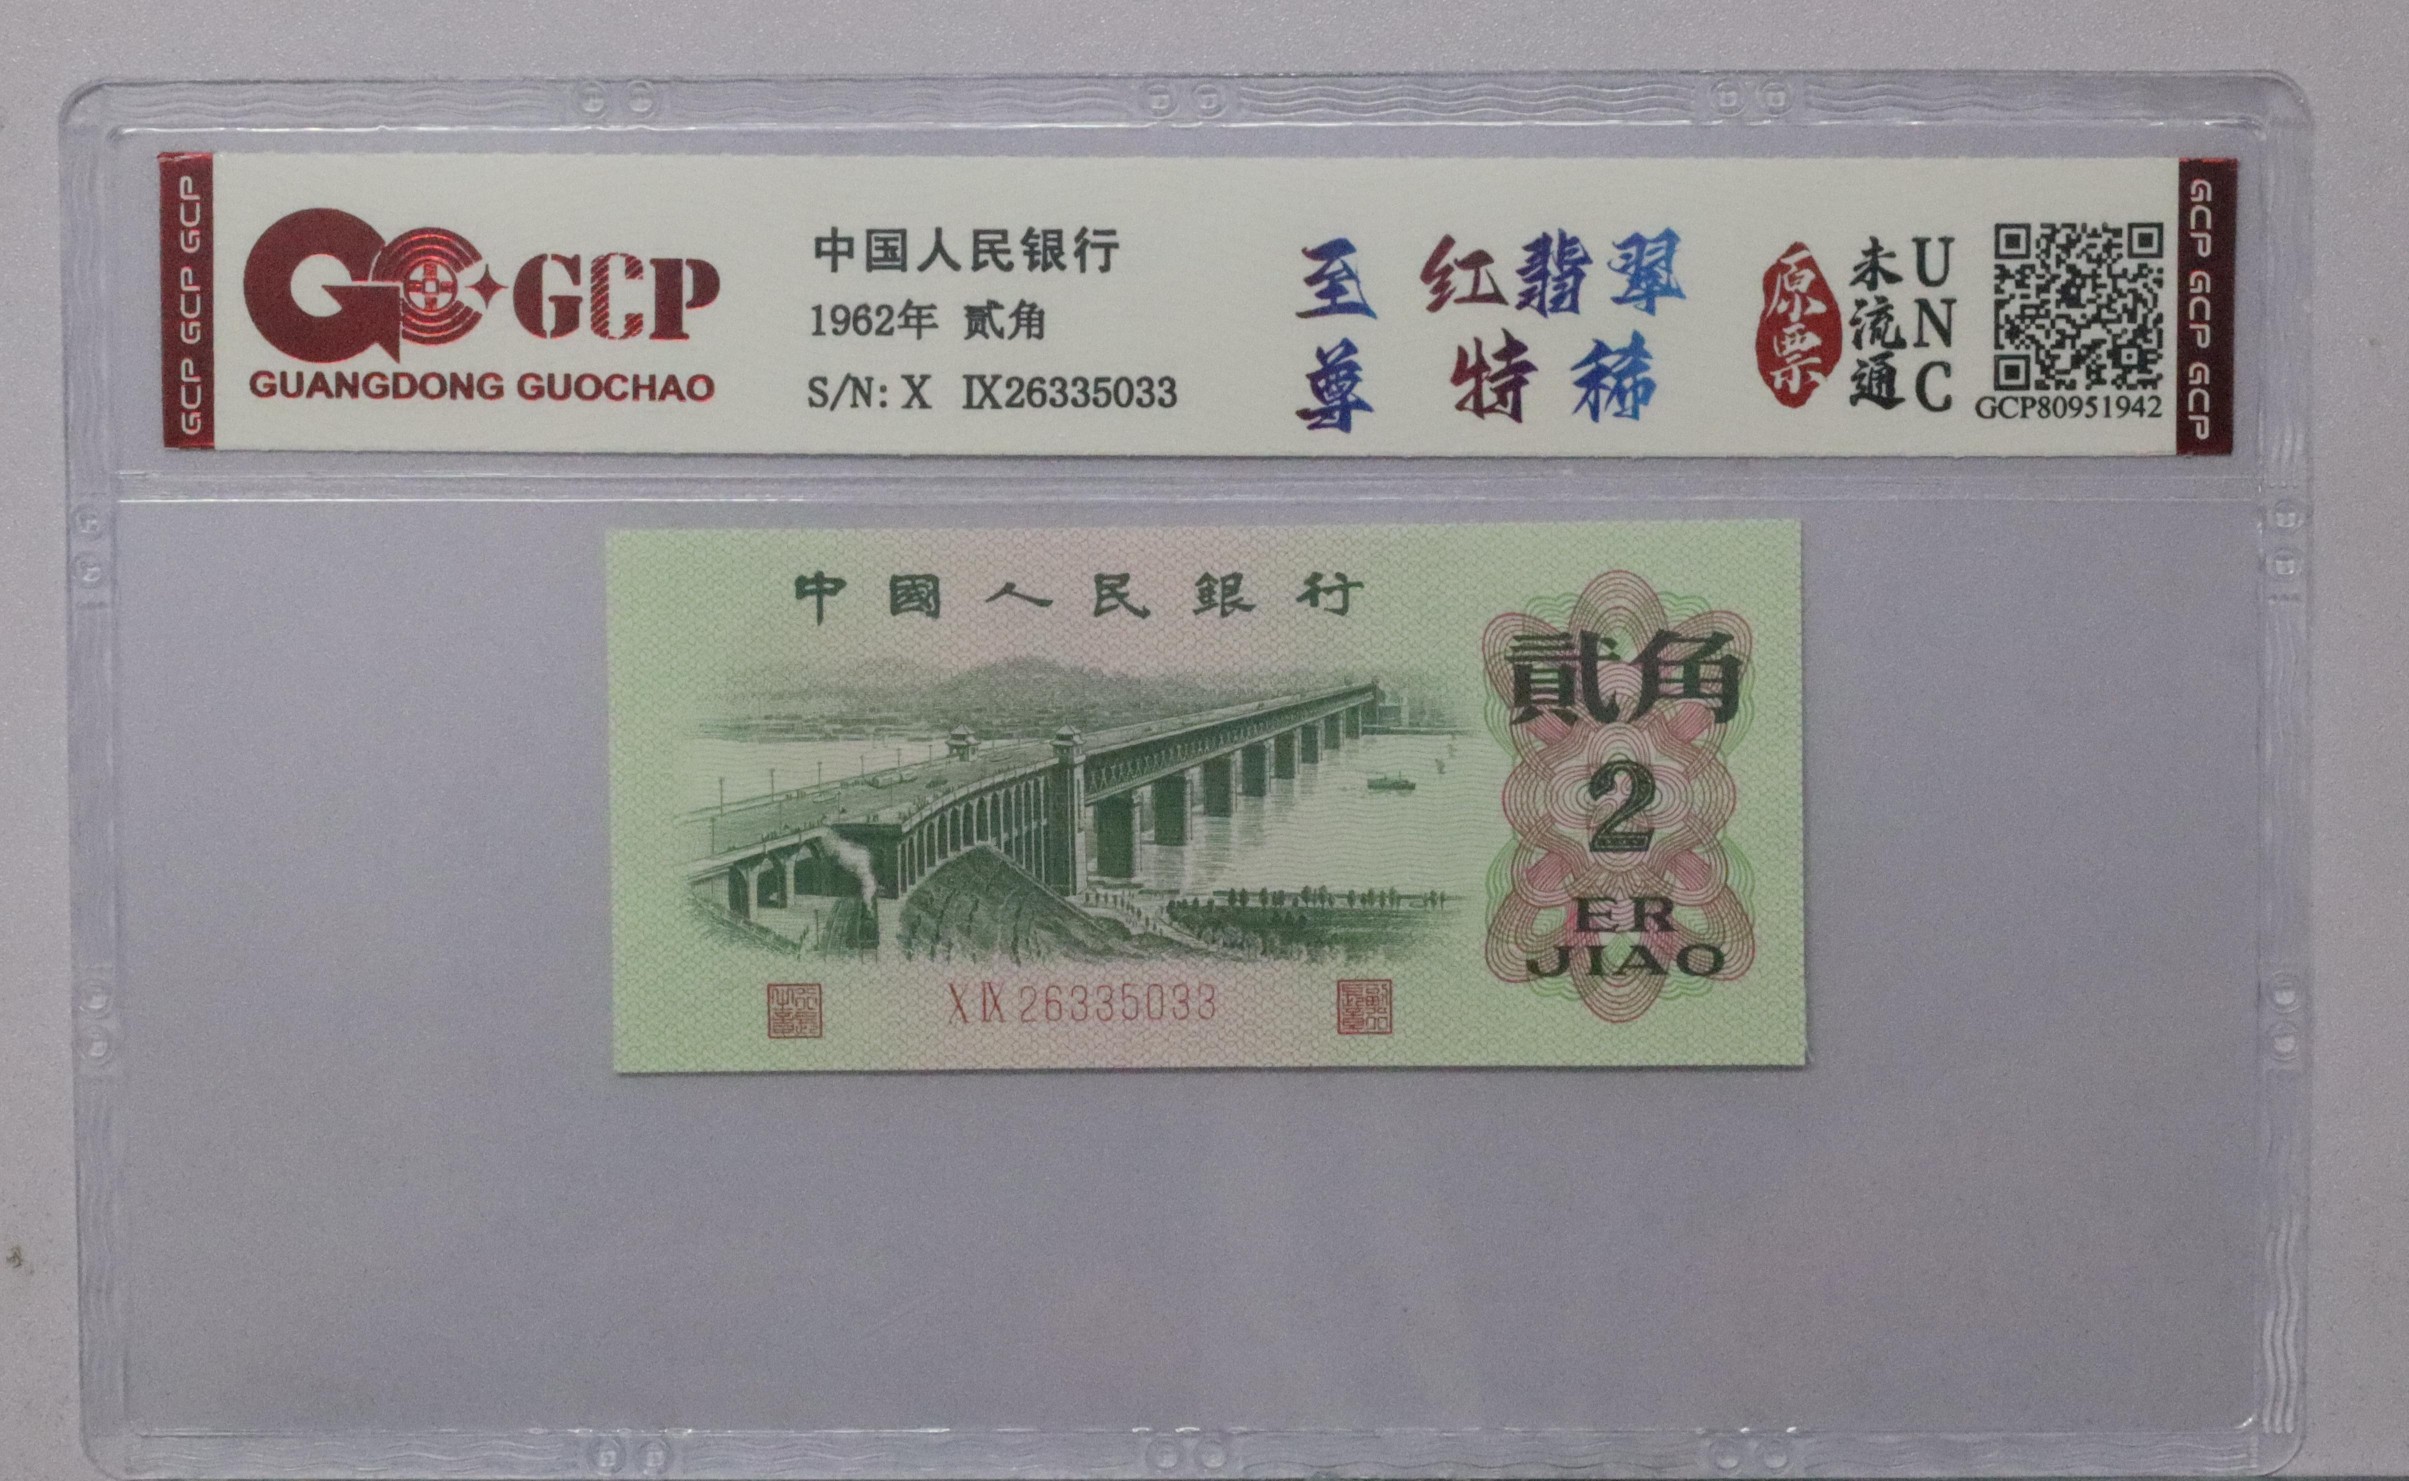 GCP GCP GCP
GCP
GUANGDONG GUOCHAO
中国人民银行
1962年 贰角
S/N: X IX26335033
至尊
红翡翠
特稀
原票
未流通
UNC
GCP80951942
GCP GCP GCP
中國人民銀行
貳角
2
ER
JIAO
X IX 26335033